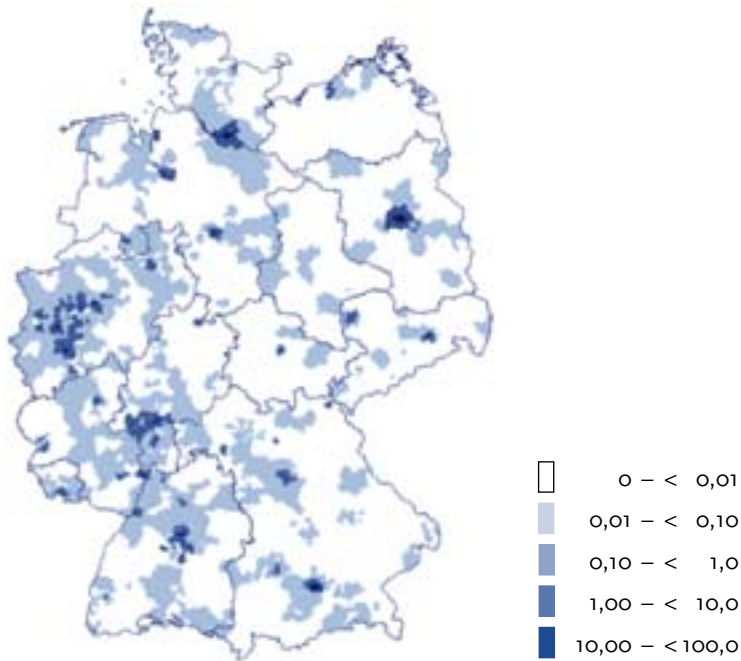 0 – < 0,01
0,01 – < 0,10
0,10 – < 1,0
1,00 – < 10,0
10,00 – < 100,0